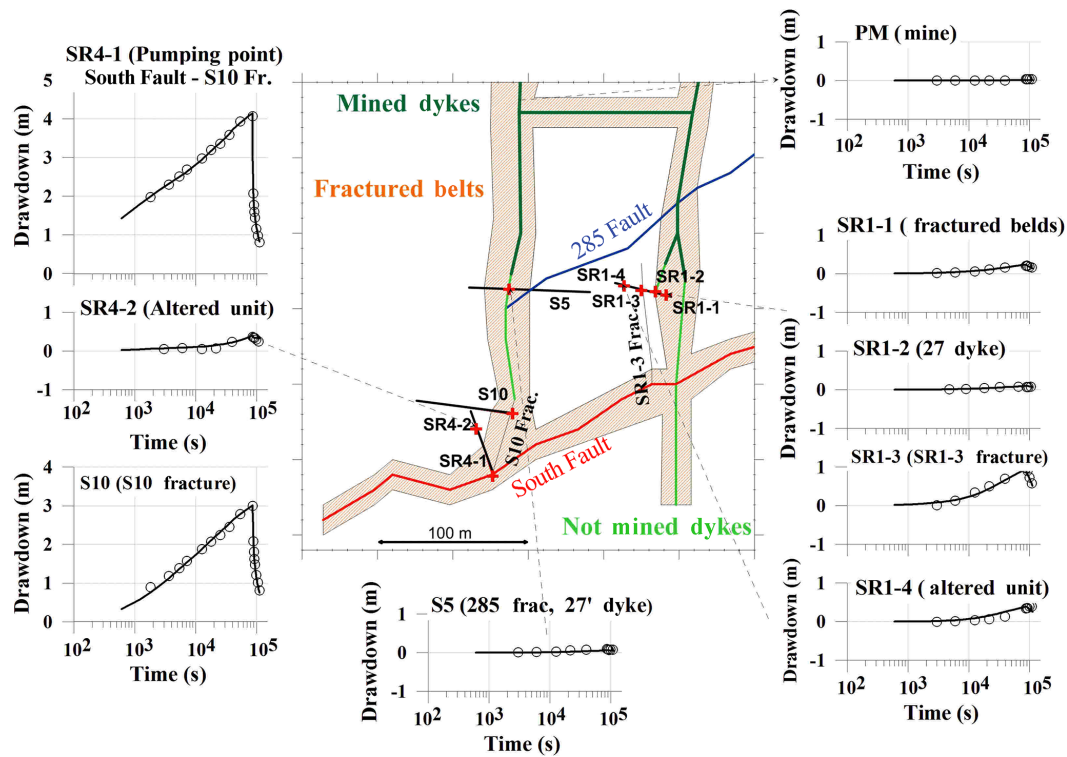 SR4-1 (Pumping point)
South Fault - S10 Fr.
5
4
3
2
1
0
Drawdown (m)
SR4-2 (Altered unit)
1
0
-1
Drawdown (m)
10² 10³ 10⁴ 10⁵
Time (s)
S10 (S10 fracture)
4
3
2
1
0
Drawdown (m)
10² 10³ 10⁴ 10⁵
Time (s)
Mined dykes
Fractured belts
285 Fault
SR1-4
SR1-2
SR1-3
SR1-1
S5
SR1-3 Frac.
S10
SR4-2
SR4-1
S10 Frac.
South Fault
Not mined dykes
100 m
S5 (285 frac, 27' dyke)
1
0
-1
Drawdown (m)
10² 10³ 10⁴ 10⁵
Time (s)
PM (mine)
1
0
-1
Drawdown (m)
10² 10³ 10⁴ 10⁵
Time (s)
SR1-1 ( fractured belds)
1
0
Drawdown (m)
SR1-2 (27 dyke)
1
0
-1
Drawdown (m)
SR1-3 (SR1-3 fracture)
1
0
-1
Drawdown (m)
SR1-4 ( altered unit)
1
0
-1
Drawdown (m)
10² 10³ 10⁴ 10⁵
Time (s)